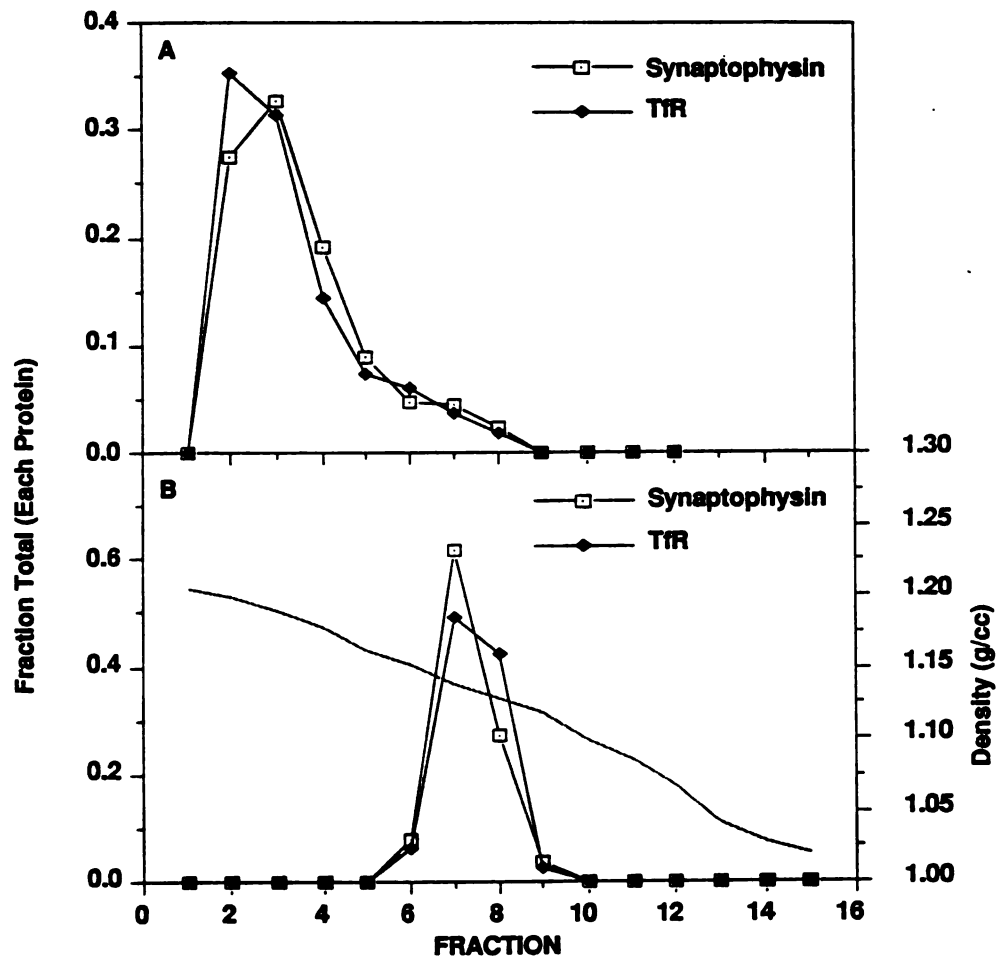 A
Synaptophysin
TfR
0.4
0.3
0.2
0.1
0.0
B
Synaptophysin
TfR
0.6
0.4
0.2
0.0
1.30
1.25
1.20
1.15
1.10
1.05
1.00
0 2 4 6 8 10 12 14 16
FRACTION
Fraction Total (Each Protein)
Density (g/cc)